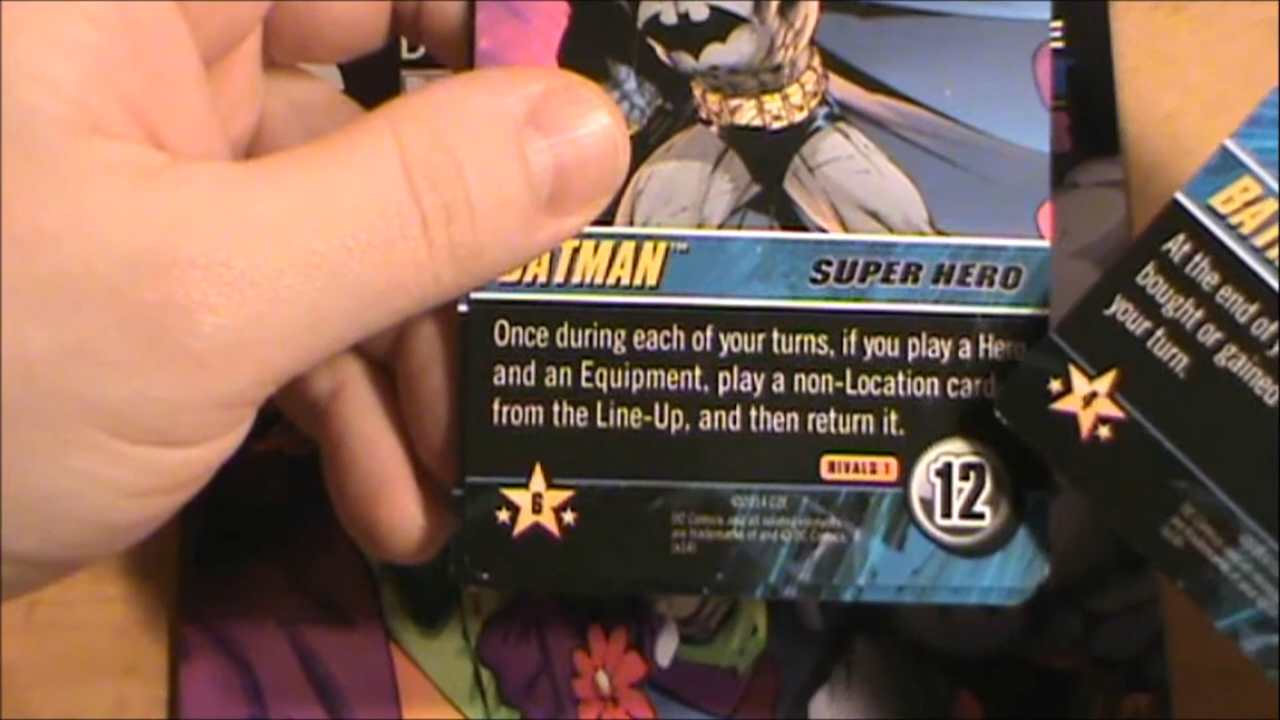 BATMAN™ SUPER HERO
Once during each of your turns, if you play a Hero
and an Equipment, play a non-Location card
from the Line-Up, and then return it.
RIVALS 1
6
12
At the end of
bought or gained
your turn.